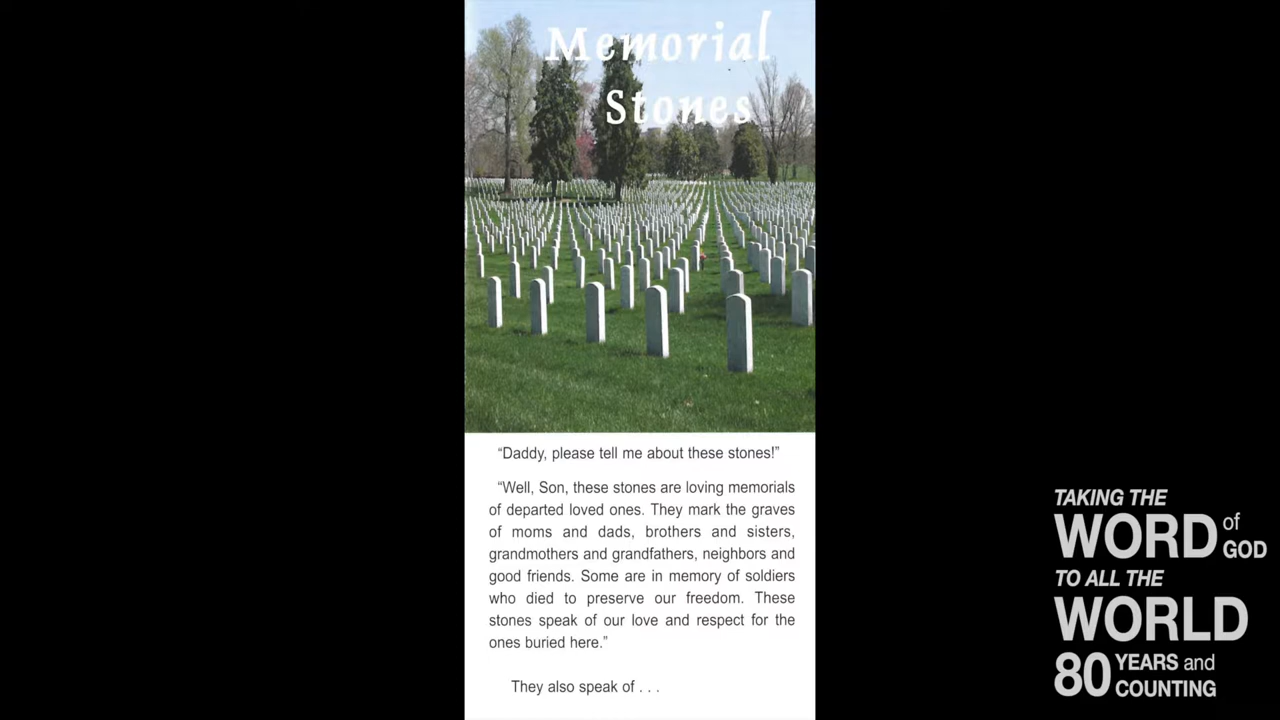 Memorial
Stones
“Daddy, please tell me about these stones!”
“Well, Son, these stones are loving memorials
of departed loved ones. They mark the graves
of moms and dads, brothers and sisters,
grandmothers and grandfathers, neighbors and
good friends. Some are in memory of soldiers
who died to preserve our freedom. These
stones speak of our love and respect for the
ones buried here.”
They also speak of . . .
TAKING THE
WORD of
GOD
TO ALL THE
WORLD
80 YEARS and
COUNTING